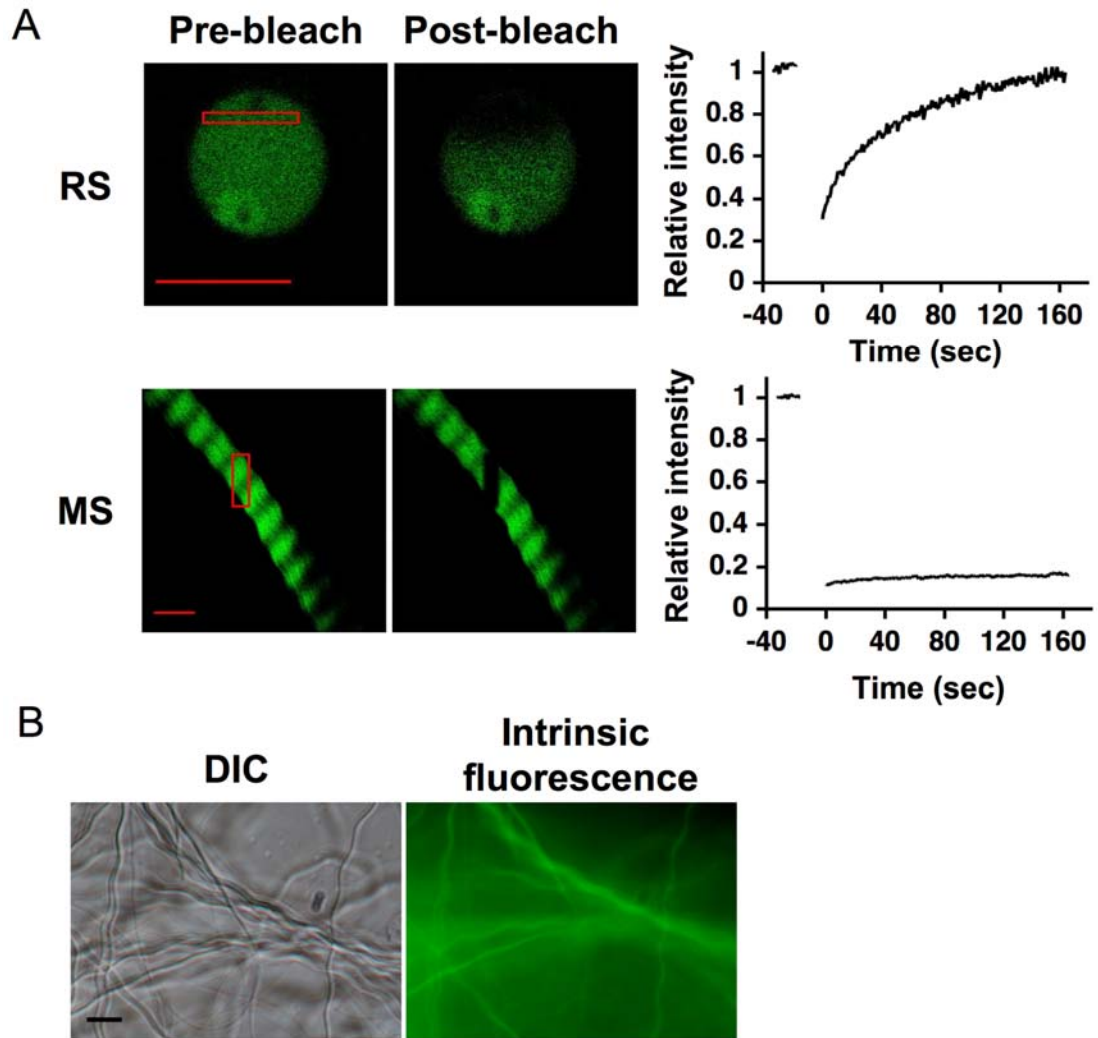 A
Pre-bleach
Post-bleach
RS
Relative intensity
1
0.8
0.6
0.4
0.2
0
-40
0
40
80
120
160
Time (sec)
MS
Relative intensity
1
0.8
0.6
0.4
0.2
0
-40
0
40
80
120
160
Time (sec)
B
DIC
Intrinsic
fluorescence